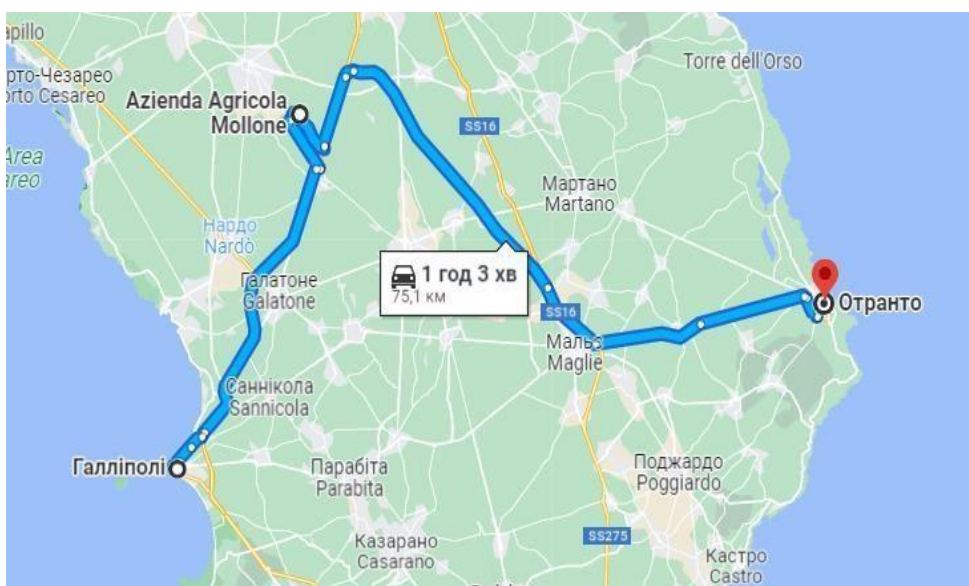 apillo
рто-Чезарео
orto Cesareo
Area
areo
Azienda Agricola
Mollone
SS16
Torre dell'Orso
Мартано
Martano
Нардо
Nardò
Галатоне
Galatone
1 год 3 хв
75,1 км
SS16
Отранто
Maglie
Саннікола
Sannicola
Галліполі
Парабіта
Parabita
Поджардо
Poggiardo
SS275
Казарано
Casarano
Кастро
Castro